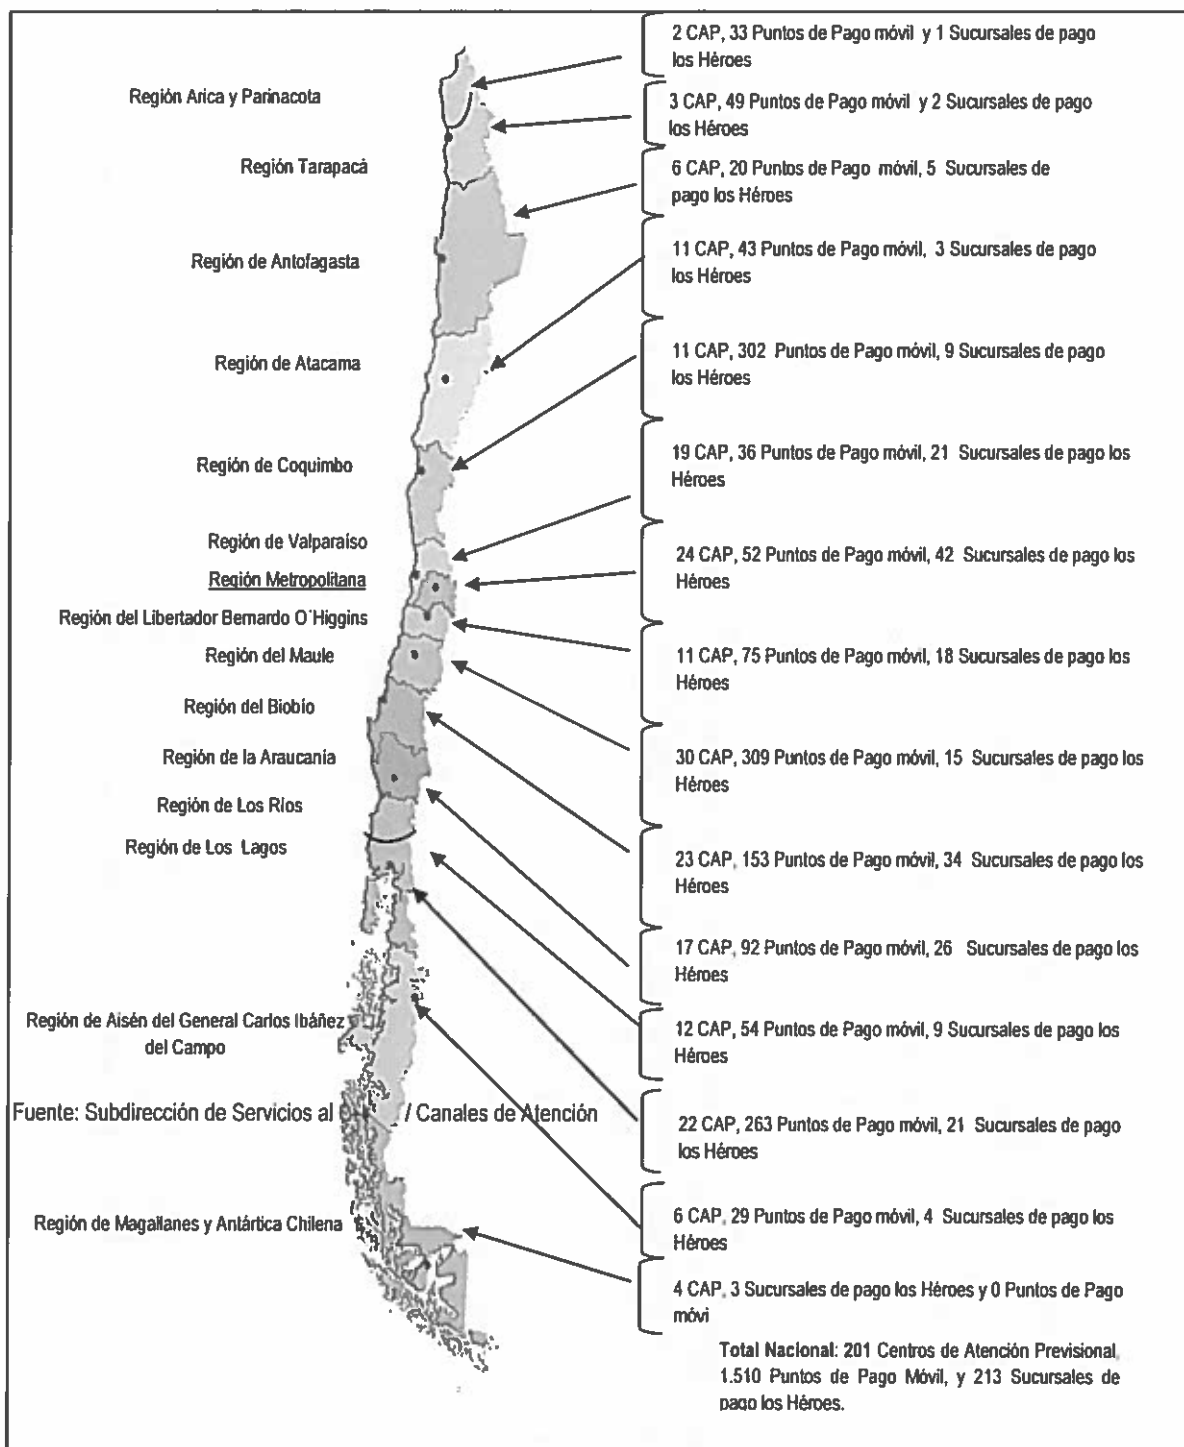 2 CAP, 33 Puntos de Pago móvil y 1 Sucursales de pago
los Héroes
Región Arica y Parinacota
3 CAP, 49 Puntos de Pago móvil y 2 Sucursales de pago
los Héroes
Región Tarapacá
6 CAP, 20 Puntos de Pago móvil, 5 Sucursales de
pago los Héroes
Región de Antofagasta
11 CAP, 43 Puntos de Pago móvil, 3 Sucursales de pago
los Héroes
Región de Atacama
11 CAP, 302 Puntos de Pago móvil, 9 Sucursales de pago
los Héroes
Región de Coquimbo
19 CAP, 36 Puntos de Pago móvil, 21 Sucursales de pago los
Héroes
Región de Valparaíso
Región Metropolitana
24 CAP, 52 Puntos de Pago móvil, 42 Sucursales de pago los
Héroes
Región del Libertador Bernardo O´Higgins
Región del Maule
11 CAP, 75 Puntos de Pago móvil, 18 Sucursales de pago los
Héroes
Región del Biobío
Región de la Araucanía
30 CAP, 309 Puntos de Pago móvil, 15 Sucursales de pago los
Héroes
Región de Los Ríos
Región de Los Lagos
23 CAP, 153 Puntos de Pago móvil, 34 Sucursales de pago los
Héroes
17 CAP, 92 Puntos de Pago móvil, 26 Sucursales de pago los
Héroes
Región de Aisén del General Carlos Ibáñez
del Campo
12 CAP, 54 Puntos de Pago móvil, 9 Sucursales de pago los
Héroes
Fuente: Subdirección de Servicios al / Canales de Atención
22 CAP, 263 Puntos de Pago móvil, 21 Sucursales de pago
los Héroes
Región de Magallanes y Antártica Chilena
6 CAP, 29 Puntos de Pago móvil, 4 Sucursales de pago los
Héroes
4 CAP, 3 Sucursales de pago los Héroes y 0 Puntos de Pago
móvi
Total Nacional: 201 Centros de Atención Previsional,
1.510 Puntos de Pago Móvil, y 213 Sucursales de
pago los Héroes.